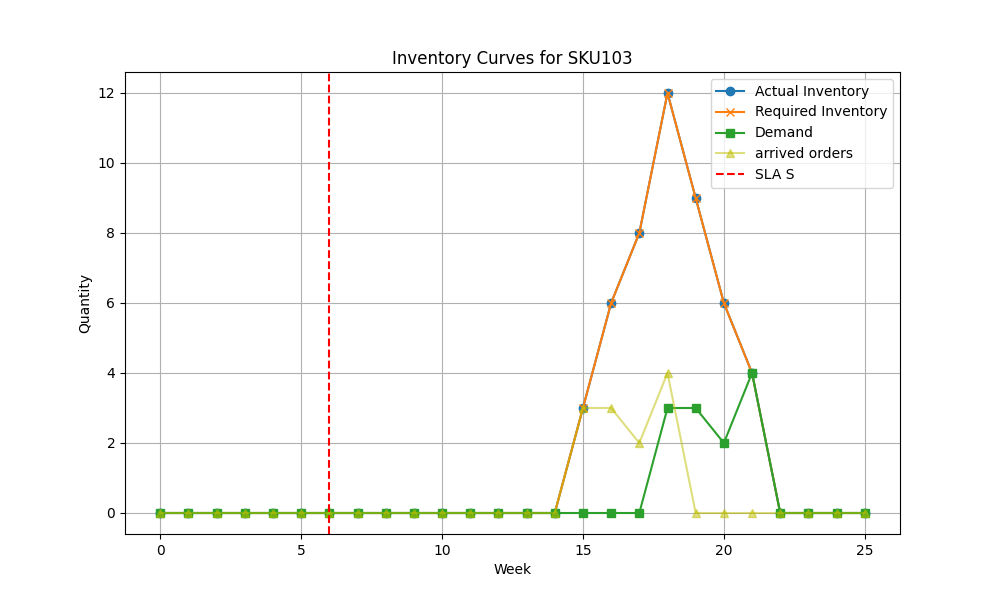 Inventory Curves for SKU103
Actual Inventory
Required Inventory
Demand
arrived orders
SLA S
Quantity
12
10
8
6
4
2
0
0 5 10 15 20 25
Week